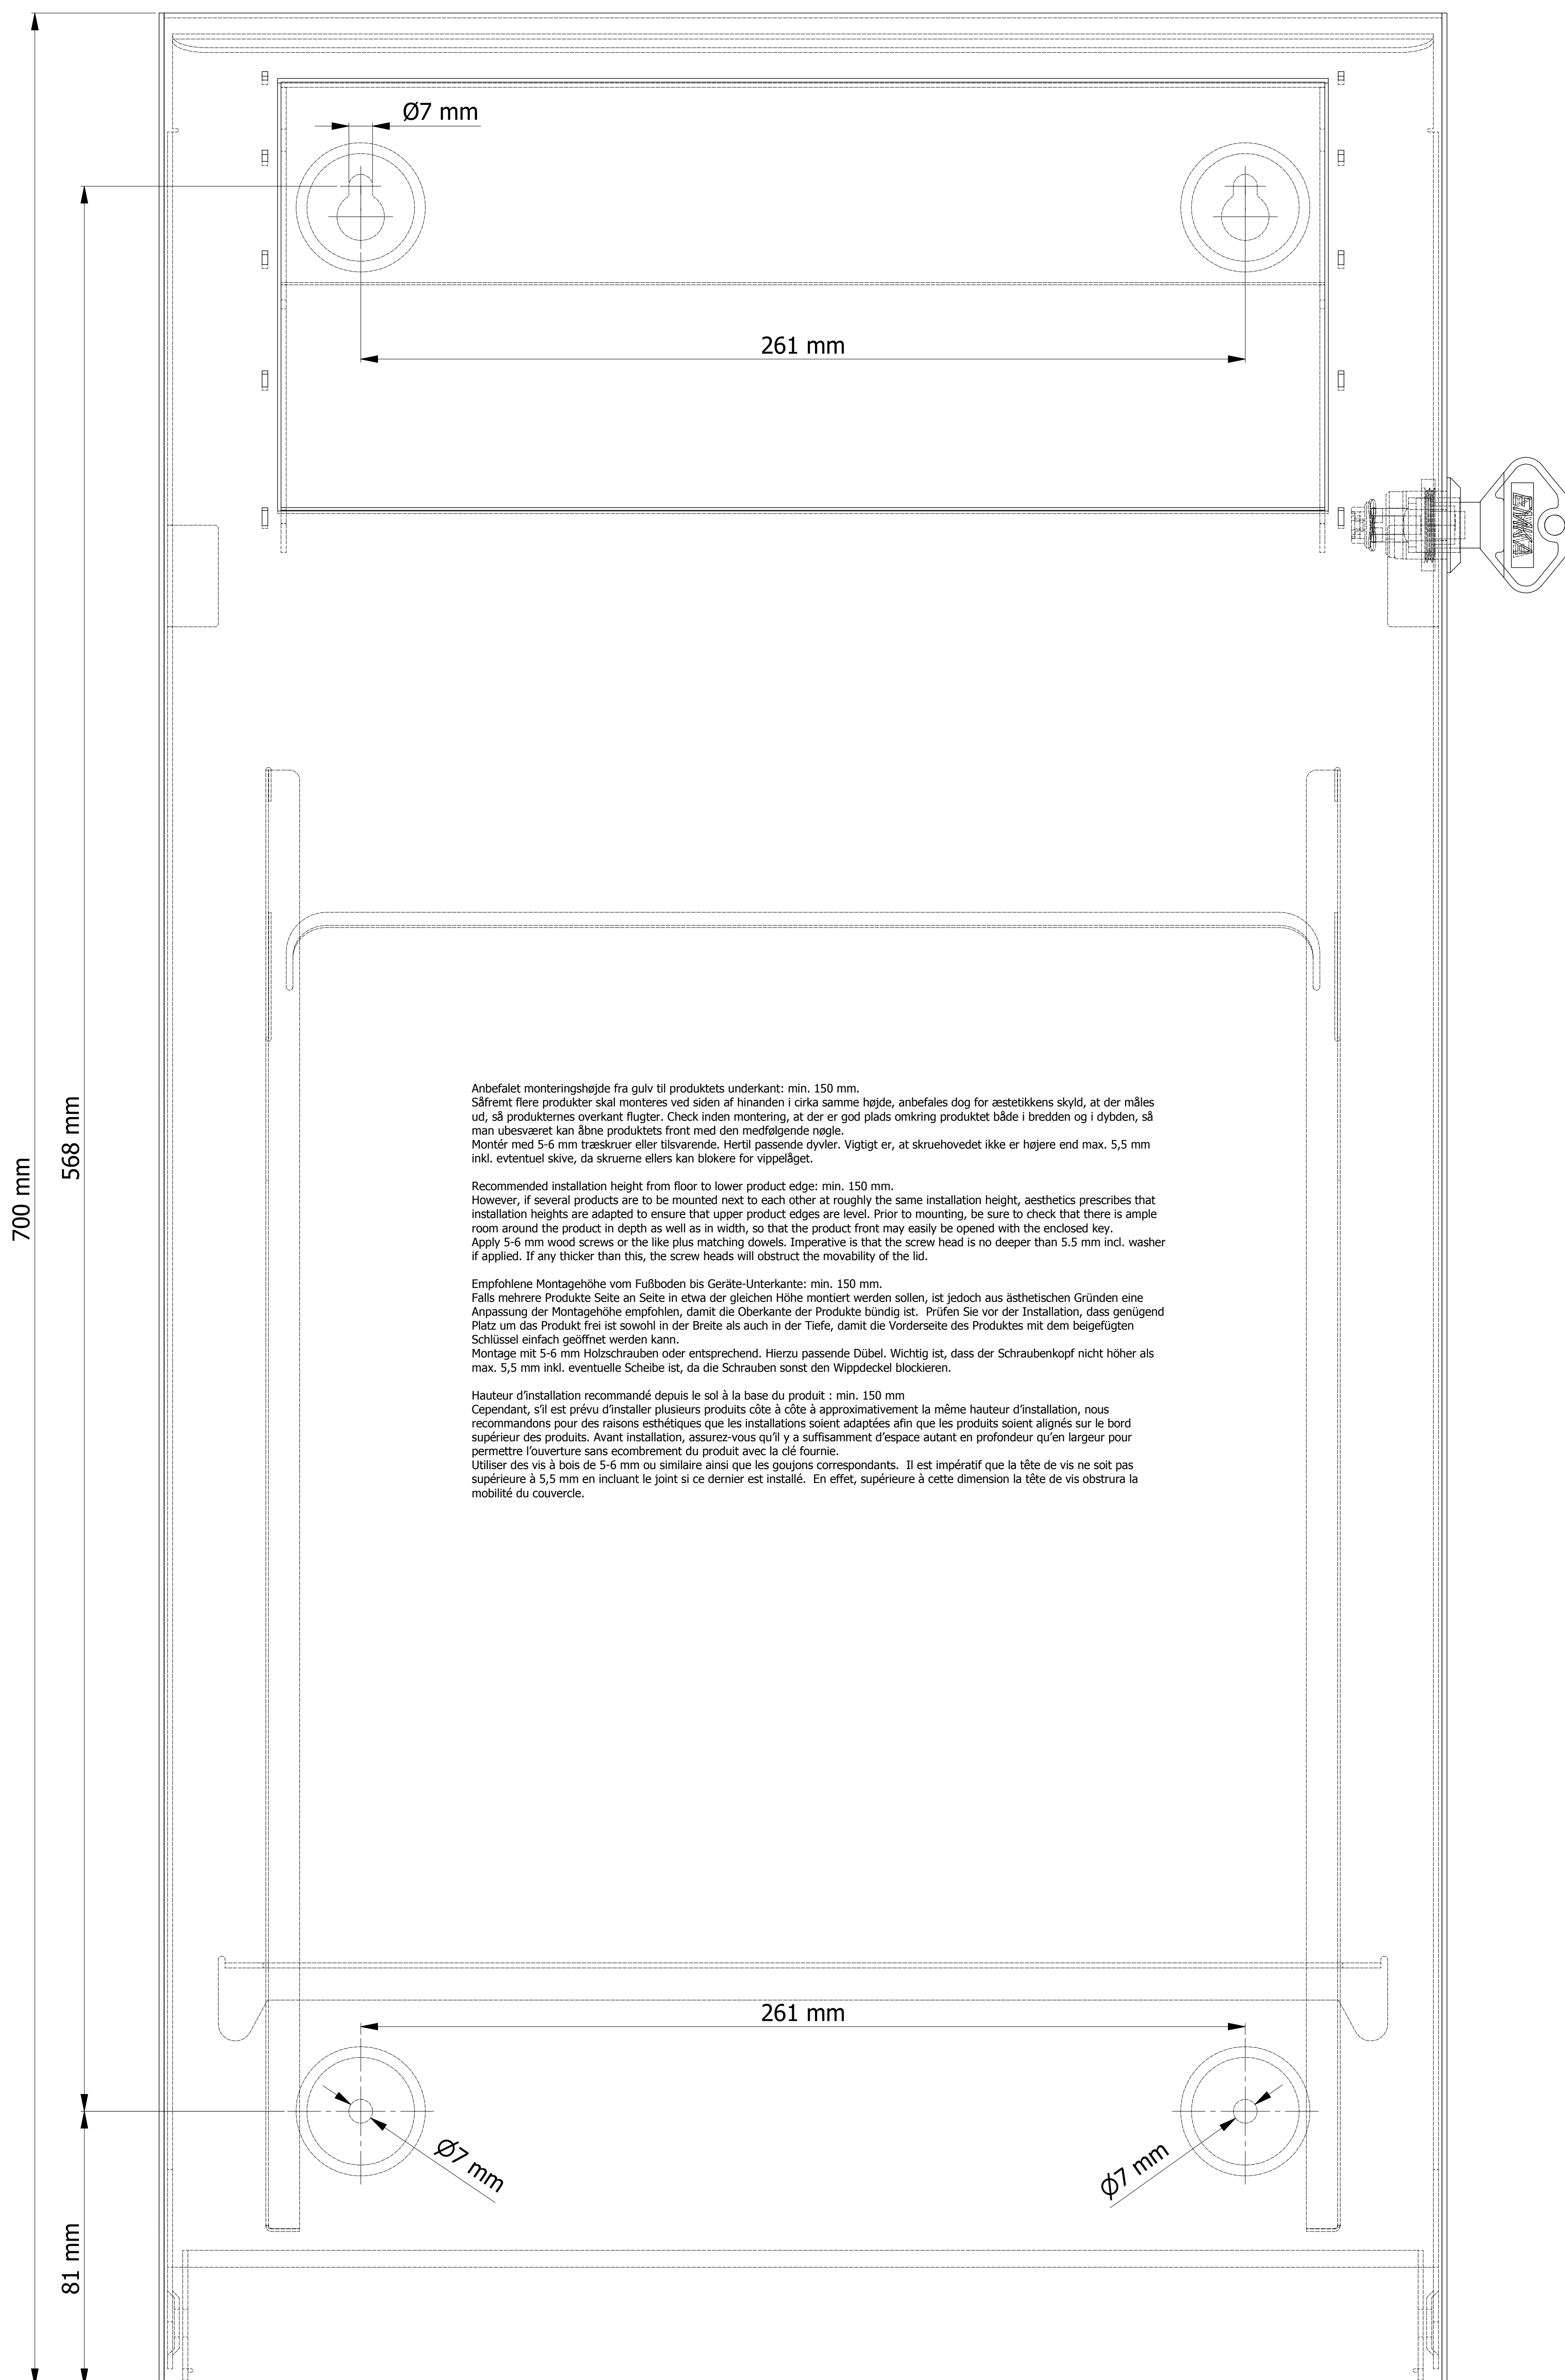 Ø7 mm
261 mm
EMKA
Anbefalet monteringshøjde fra gulv til produktets underkant: min. 150 mm.
Såfremt flere produkter skal monteres ved siden af hinanden i cirka samme højde, anbefales dog for æstetikkens skyld, at der måles
ud, så produkternes overkant flugter. Check inden montering, at der er god plads omkring produktet både i bredden og i dybden, så
man ubesværet kan åbne produktets front med den medfølgende nøgle.
Montér med 5-6 mm træskruer eller tilsvarende. Hertil passende dyvler. Vigtigt er, at skruehovedet ikke er højere end max. 5,5 mm
inkl. evtentuel skive, da skruerne ellers kan blokere for vippelåget.
Recommended installation height from floor to lower product edge: min. 150 mm.
However, if several products are to be mounted next to each other at roughly the same installation height, aesthetics prescribes that
installation heights are adapted to ensure that upper product edges are level. Prior to mounting, be sure to check that there is ample
room around the product in depth as well as in width, so that the product front may easily be opened with the enclosed key.
Apply 5-6 mm wood screws or the like plus matching dowels. Imperative is that the screw head is no deeper than 5.5 mm incl. washer
if applied. If any thicker than this, the screw heads will obstruct the movability of the lid.
Empfohlene Montagehöhe vom Fußboden bis Geräte-Unterkante: min. 150 mm.
Falls mehrere Produkte Seite an Seite in etwa der gleichen Höhe montiert werden sollen, ist jedoch aus ästhetischen Gründen eine
Anpassung der Montagehöhe empfohlen, damit die Oberkante der Produkte bündig ist.  Prüfen Sie vor der Installation, dass genügend
Platz um das Produkt frei ist sowohl in der Breite als auch in der Tiefe, damit die Vorderseite des Produktes mit dem beigefügten
Schlüssel einfach geöffnet werden kann.
Montage mit 5-6 mm Holzschrauben oder entsprechend. Hierzu passende Dübel. Wichtig ist, dass der Schraubenkopf nicht höher als
max. 5,5 mm inkl. eventuelle Scheibe ist, da die Schrauben sonst den Wippdeckel blockieren.
Hauteur d’installation recommandé depuis le sol à la base du produit : min. 150 mm
Cependant, s’il est prévu d’installer plusieurs produits côte à côte à approximativement la même hauteur d’installation, nous
recommandons pour des raisons esthétiques que les installations soient adaptées afin que les produits soient alignés sur le bord
supérieur des produits. Avant installation, assurez-vous qu’il y a suffisamment d’espace autant en profondeur qu’en largeur pour
permettre l’ouverture sans ecombrement du produit avec la clé fournie.
Utiliser des vis à bois de 5-6 mm ou similaire ainsi que les goujons correspondants.  Il est impératif que la tête de vis ne soit pas
supérieure à 5,5 mm en incluant le joint si ce dernier est installé.  En effet, supérieure à cette dimension la tête de vis obstrura la
mobilité du couvercle.
568 mm
700 mm
261 mm
Ø7 mm
Ø7 mm
81 mm